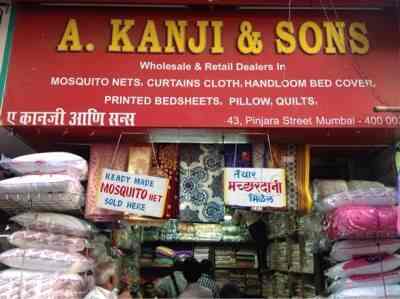 A. KANJI & SONS
Wholesale & Retail Dealers In
MOSQUITO NETS, CURTAINS CLOTH, HANDLOOM BED COVER,
PRINTED BEDSHEETS, PILLOW, QUILTS,
ए कानजी आणि सन्स
43, Pinjara Street Mumbai - 400 00
READY MADE
MOSQUITO NET
SOLD HERE
तैयार
मच्छरदानी
मिळेल